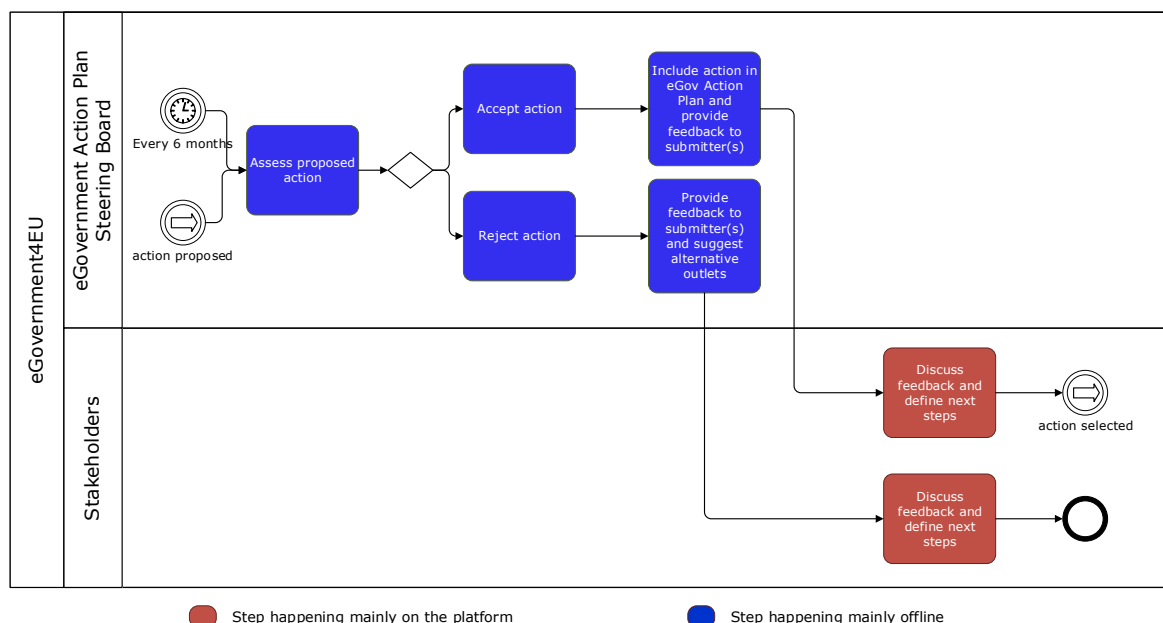 eGovernment4EU
eGovernment Action Plan
Steering Board
Stakeholders
Every 6 months
action proposed
Assess proposed
action
Accept action
Reject action
Include action in
eGov Action
Plan and
provide
feedback to
submitter(s)
Provide
feedback to
submitter(s)
and suggest
alternative
outlets
Discuss
feedback and
define next
steps
action selected
Discuss
feedback and
define next
steps
Step happening mainly on the platform
Step happening mainly offline